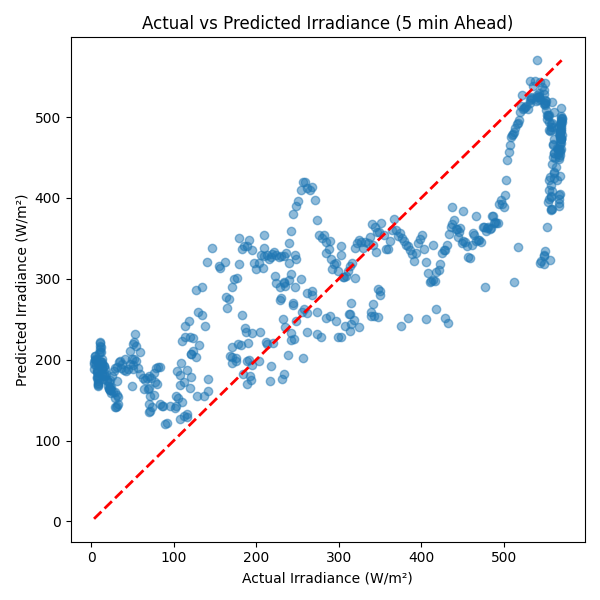 Actual vs Predicted Irradiance (5 min Ahead)
Predicted Irradiance (W/m²)
500
400
300
200
100
0
0 100 200 300 400 500
Actual Irradiance (W/m²)